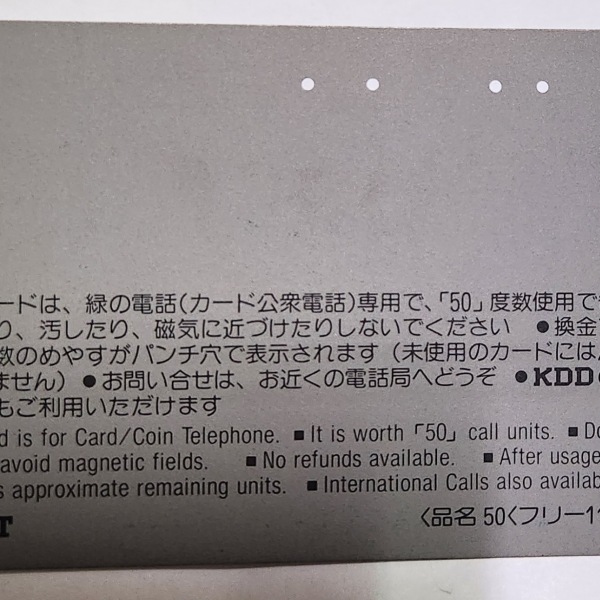 ードは、緑の電話(カード公衆電話)専用で、「50」度数使用で
り、汚したり、磁気に近づけたりしないでください ●換金
数のめやすがパンチ穴で表示されます(未使用のカードには
ません) ●お問い合せは、お近くの電話局へどうぞ ●KDD
もご利用いただけます
d is for Card/Coin Telephone. ■ It is worth「50」call units. ■ Do
avoid magnetic fields. ■ No refunds available. ■ After usage
s approximate remaining units. ■ International Calls also availab
T 〈品名 50〈フリー11